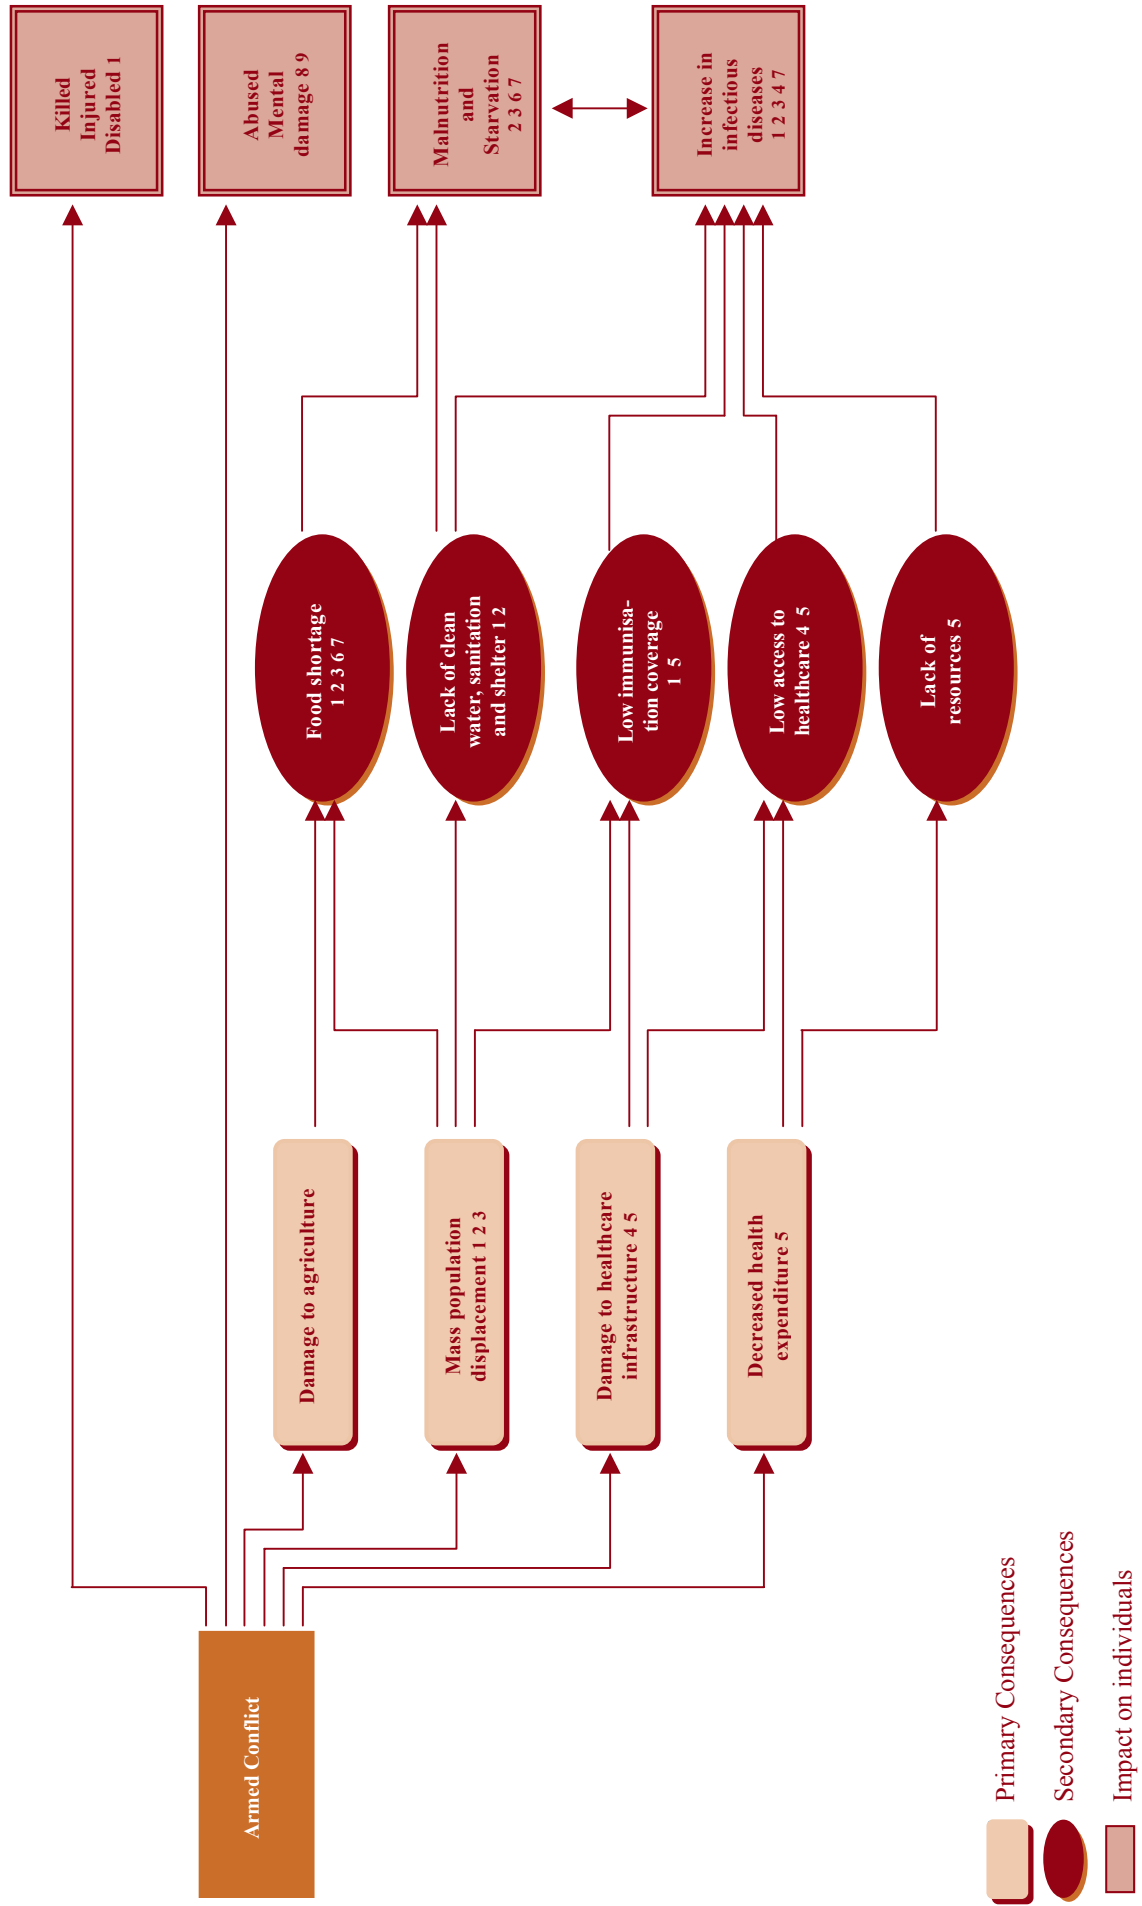 Armed Conflict
Damage to agriculture
Mass population
displacement 1 2 3
Damage to healthcare
infrastructure 4 5
Decreased health
expenditure 5
Food shortage
1 2 3 6 7
Lack of clean
water, sanitation
and shelter 1 2
Low immunisa-
tion coverage
1 5
Low access to
healthcare 4 5
Lack of
resources 5
Killed
Injured
Disabled 1
Abused
Mental
damage 8 9
Malnutrition
and
Starvation
2 3 6 7
Increase in
infectious
diseases
1 2 3 4 7
Primary Consequences
Secondary Consequences
Impact on individuals